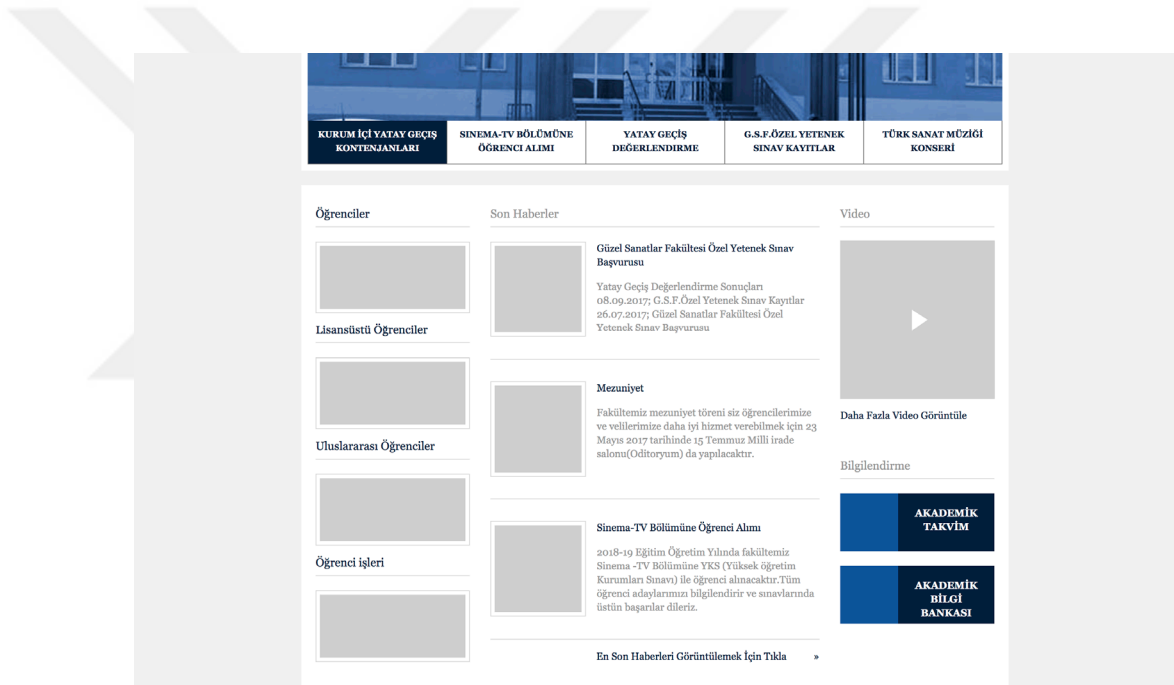 KURUM İÇİ YATAY GEÇIŞ
KONTENJANLARI
SINEMA-TV BÖLÜMÜNE
ÖĞRENCI ALIMI
YATAY GEÇİŞ
DEĞERLENDIRME
G.S.F.ÖZEL YETENEK
SINAV KAYITLAR
TÜRK SANAT MÜZİĞİ
KONSERİ
Öğrenciler
Lisansüstü Öğrenciler
Uluslararası Öğrenciler
Öğrenci işleri
Son Haberler
Güzel Sanatlar Fakültesi Özel Yetenek Sınav
Başvurusu
Yatay Geçiş Değerlendirme Sonuçları
08.09.2017; G.S.F.Özel Yetenek Sınav Kayıtlar
26.07.2017; Güzel Sanatlar Fakültesi Özel
Yetenek Sınav Başvurusu
Mezuniyet
Fakültemiz mezuniyet töreni siz öğrencilerimize
ve velilerimize daha iyi hizmet verebilmek için 23
Mayıs 2017 tarihinde 15 Temmuz Milli irade
salonu(Oditoryum) da yapılacaktır.
Sinema-TV Bölümüne Öğrenci Alımı
2018-19 Eğitim Öğretim Yılında fakültemiz
Sinema -TV Bölümüne YKS (Yüksek öğretim
Kurumları Sınavı) ile öğrenci alınacaktır.Tüm
öğrenci adaylarımızı bilgilendirir ve sınavlarında
üstün başarılar dileriz.
En Son Haberleri Görüntülemek İçin Tıkla »
Video
Daha Fazla Video Görüntüle
Bilgilendirme
AKADEMİK
TAKVİM
AKADEMİK
BİLGİ
BANKASI